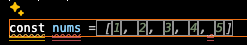 const nums = [1, 2, 3, 4, 5]